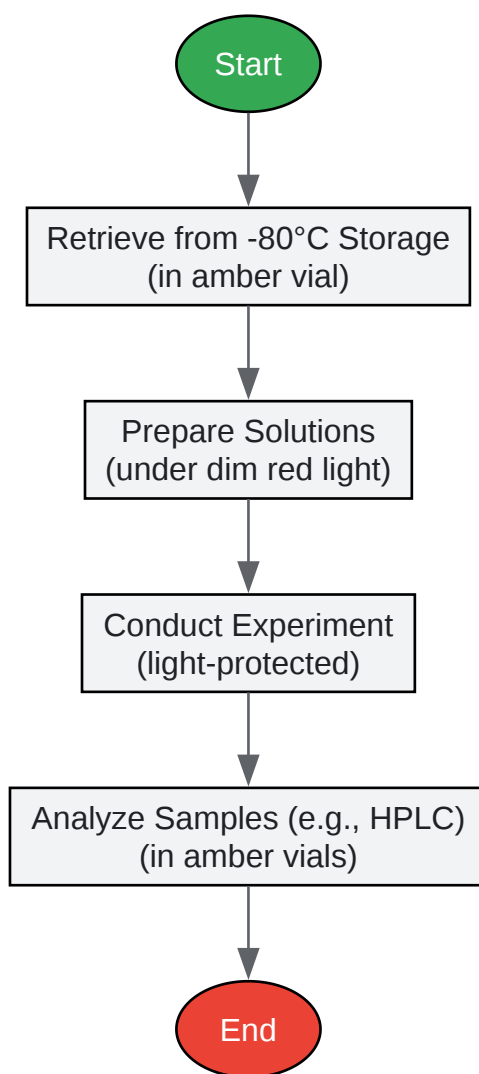 Start
Retrieve from -80°C Storage
(in amber vial)
Prepare Solutions
(under dim red light)
Conduct Experiment
(light-protected)
Analyze Samples (e.g., HPLC)
(in amber vials)
End